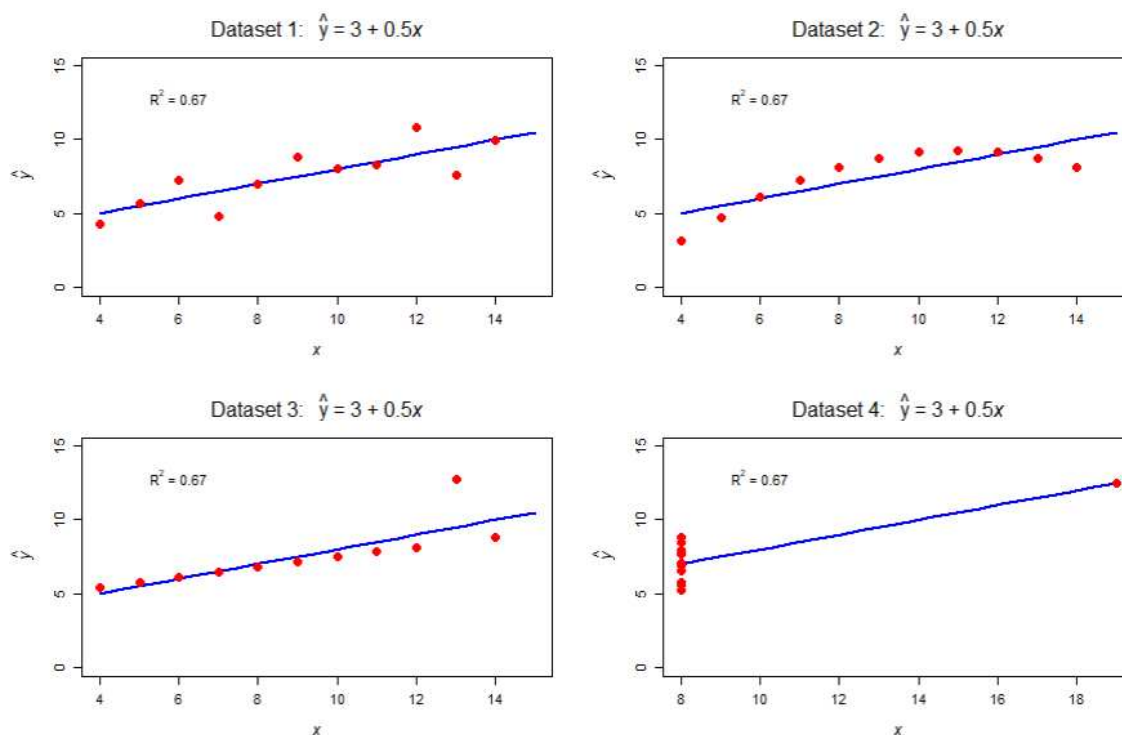 Dataset 1: ŷ = 3 + 0.5x
15
10
5
0
ŷ
R² = 0.67
4 6 8 10 12 14
x
Dataset 2: ŷ = 3 + 0.5x
15
10
5
0
ŷ
R² = 0.67
4 6 8 10 12 14
x
Dataset 3: ŷ = 3 + 0.5x
15
10
5
0
ŷ
R² = 0.67
4 6 8 10 12 14
x
Dataset 4: ŷ = 3 + 0.5x
15
10
5
0
ŷ
R² = 0.67
8 10 12 14 16 18
x